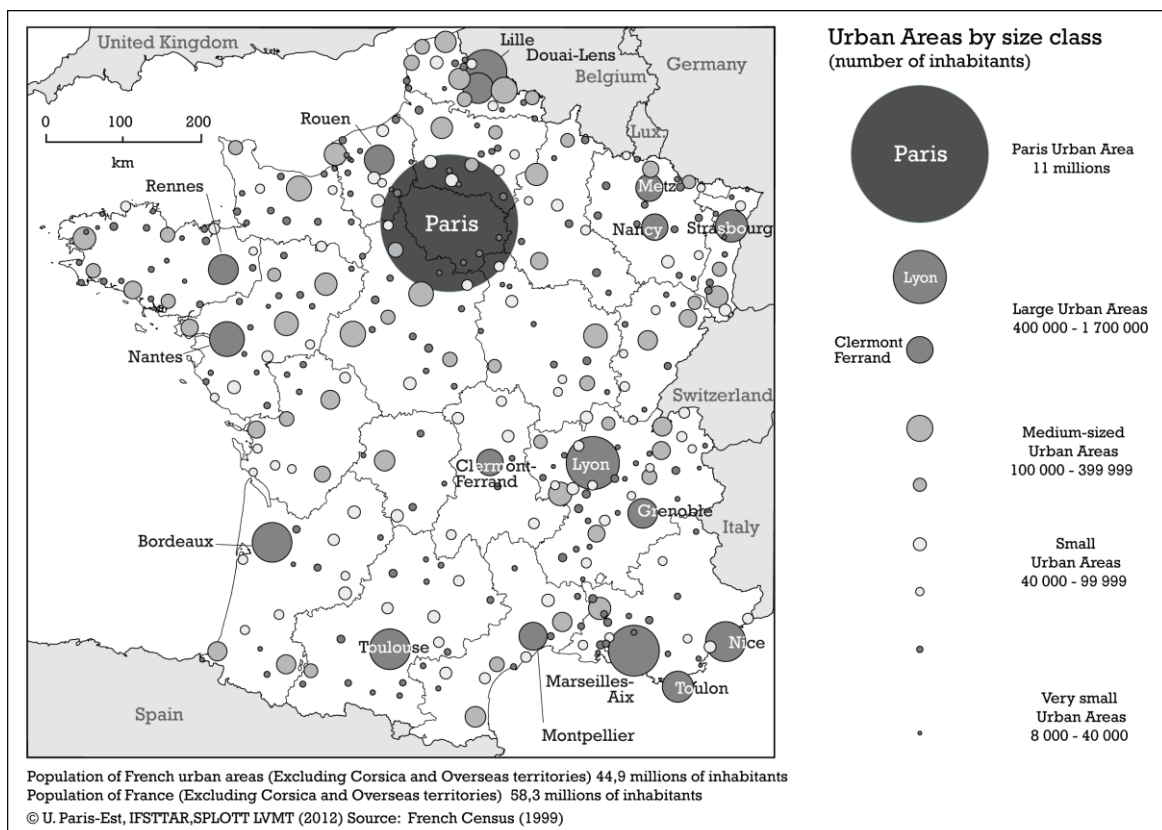 United Kingdom
Lille
Douai-Lens
Belgium
Germany
Lux.
0 100 200
km
Rouen
Rennes
Paris
Metz
Nancy
Strasbourg
Nantes
Switzerland
Clermont-
Ferrand
Lyon
Grenoble
Bordeaux
Italy
Toulouse
Nice
Marseilles-
Aix
Toulon
Montpellier
Spain
Urban Areas by size class
(number of inhabitants)
Paris
Paris Urban Area
11 millions
Lyon
Large Urban Areas
400 000 - 1 700 000
Clermont
Ferrand
Medium-sized
Urban Areas
100 000 - 399 999
Small
Urban Areas
40 000 - 99 999
Very small
Urban Areas
8 000 - 40 000
Population of French urban areas (Excluding Corsica and Overseas territories) 44,9 millions of inhabitants
Population of France (Excluding Corsica and Overseas territories) 58,3 millions of inhabitants
© U. Paris-Est, IFSTTAR,SPLOTT LVMT (2012) Source: French Census (1999)